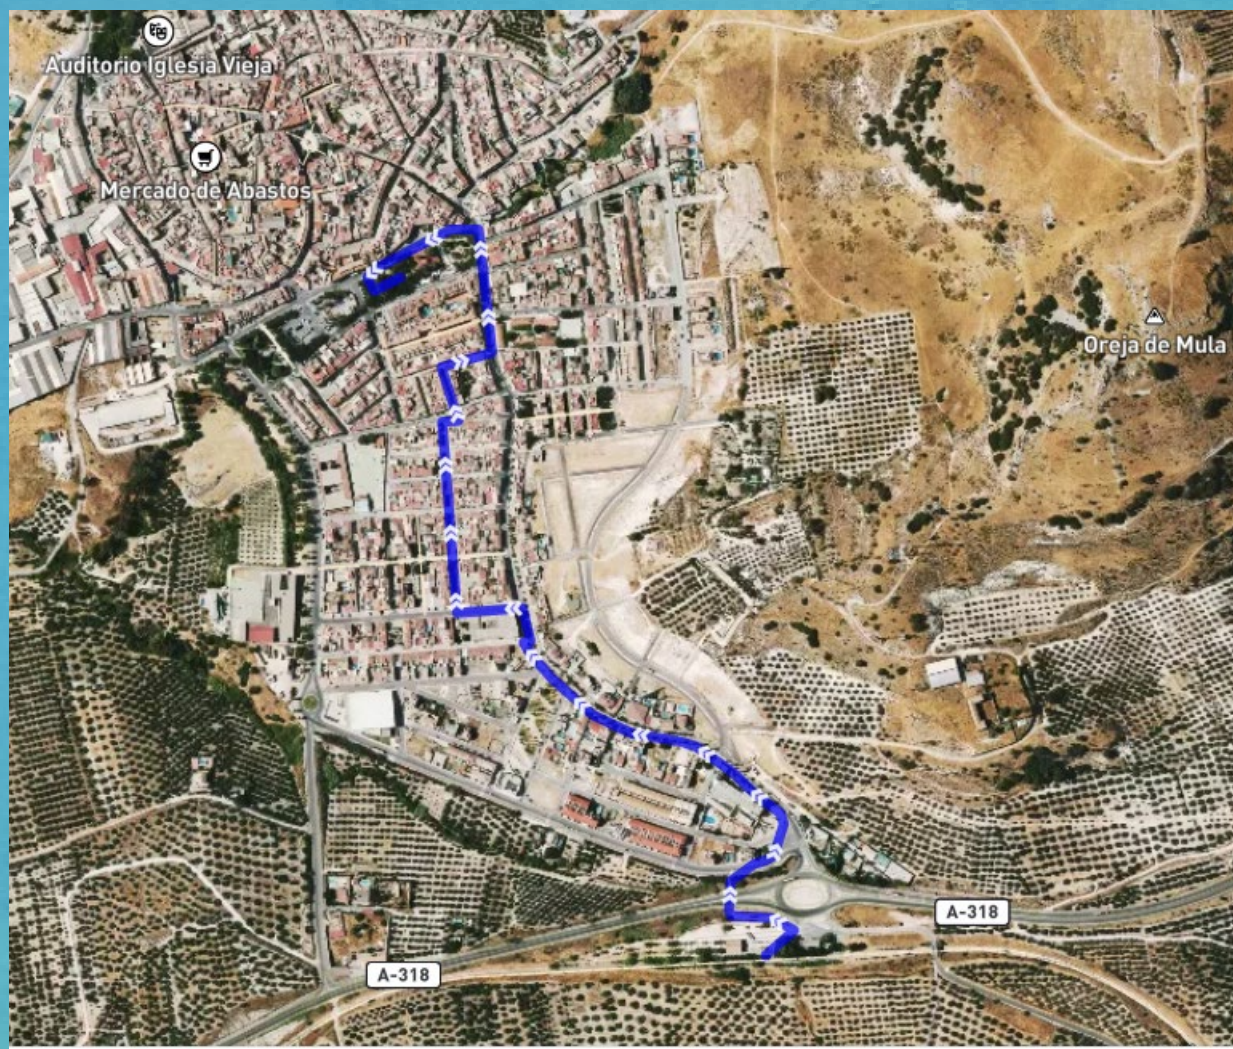 Auditorio Iglesia Vieja
Mercado de Abastos
Oreja de Mula
A-318
A-318